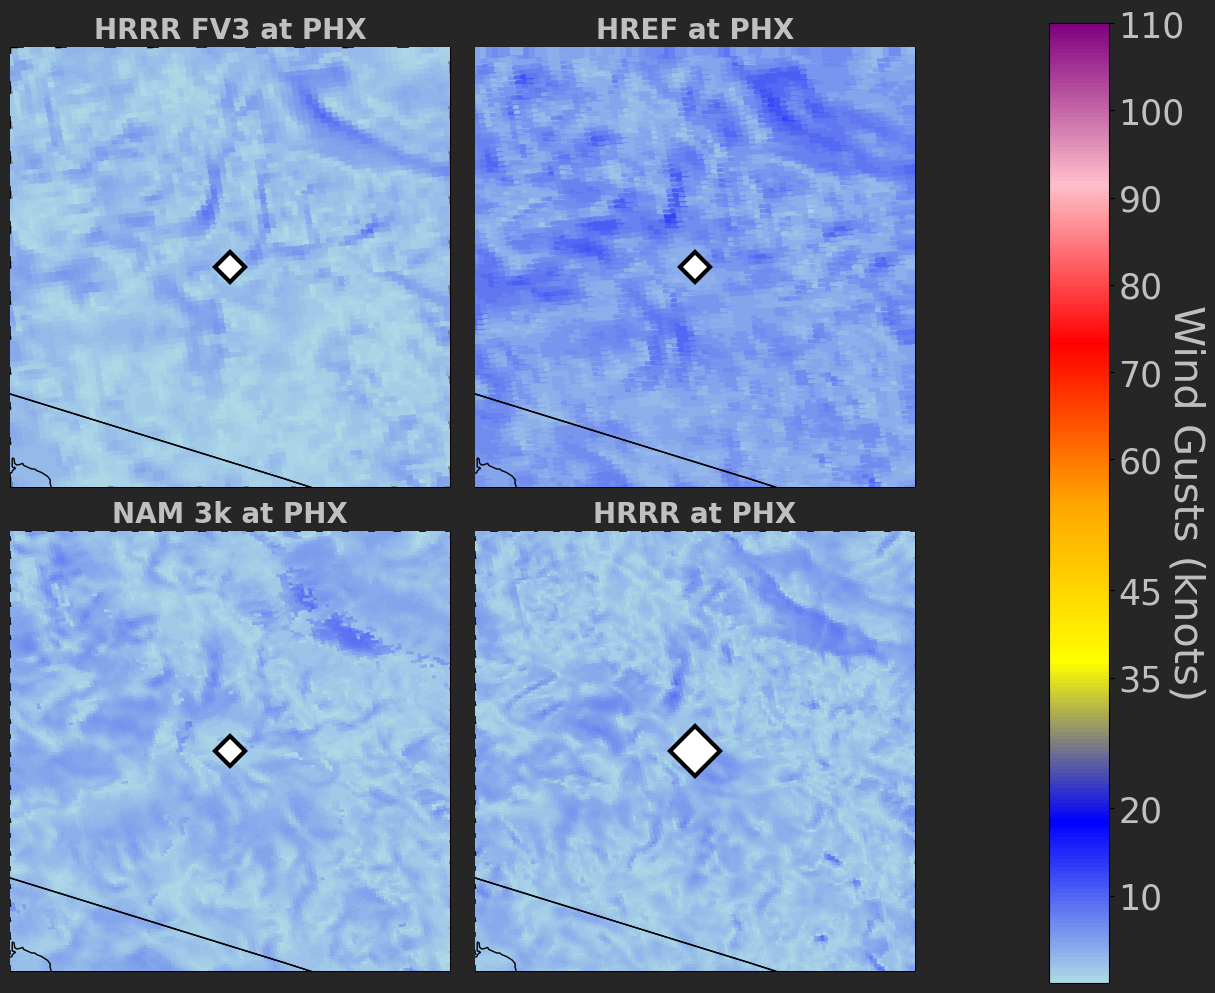 HRRR FV3 at PHX
HREF at PHX
NAM 3k at PHX
HRRR at PHX
110
100
90
80
70
60
45
35
20
10
Wind Gusts (knots)